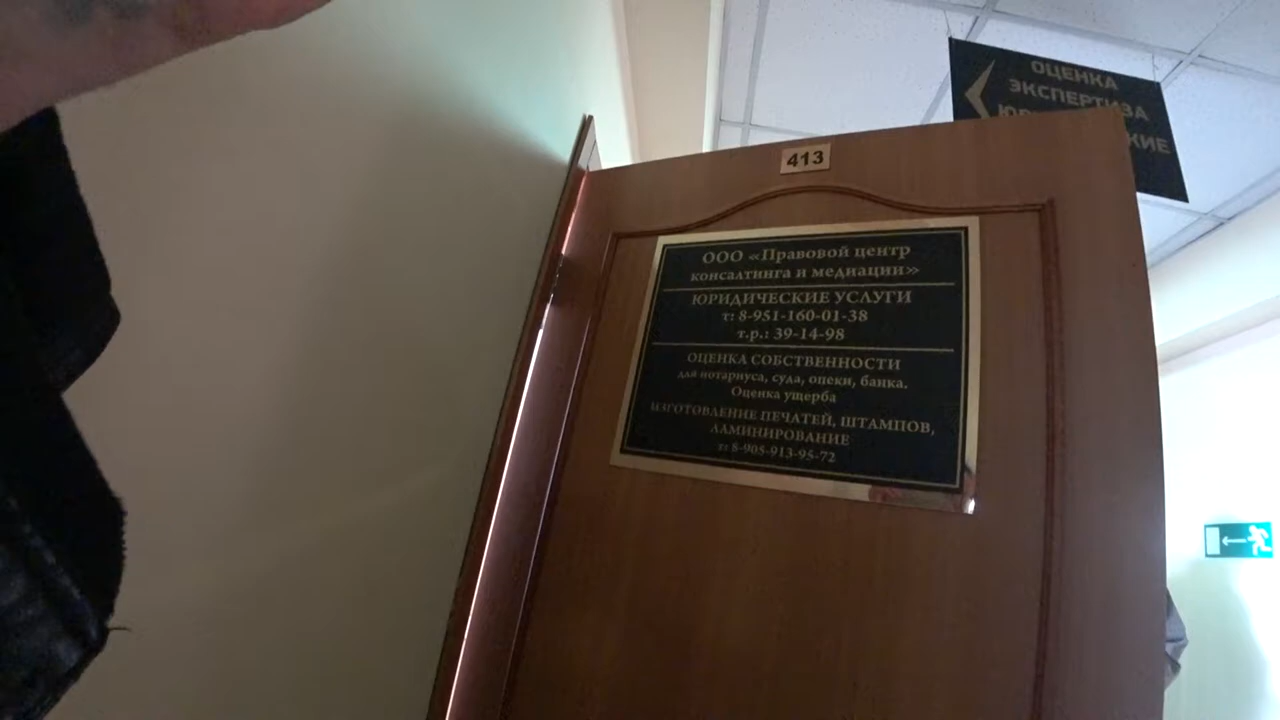 ОЦЕНКА
ЭКСПЕРТИЗА
413
ООО «Правовой центр
консалтинга и медиации»
ЮРИДИЧЕСКИЕ УСЛУГИ
т: 8-951-160-01-38
т.р.: 39-14-98
ОЦЕНКА СОБСТВЕННОСТИ
для нотариуса, суда, опеки, банка.
Оценка ущерба
ИЗГОТОВЛЕНИЕ ПЕЧАТЕЙ, ШТАМПОВ,
ЛАМИНИРОВАНИЕ
т: 8-905-913-95-72